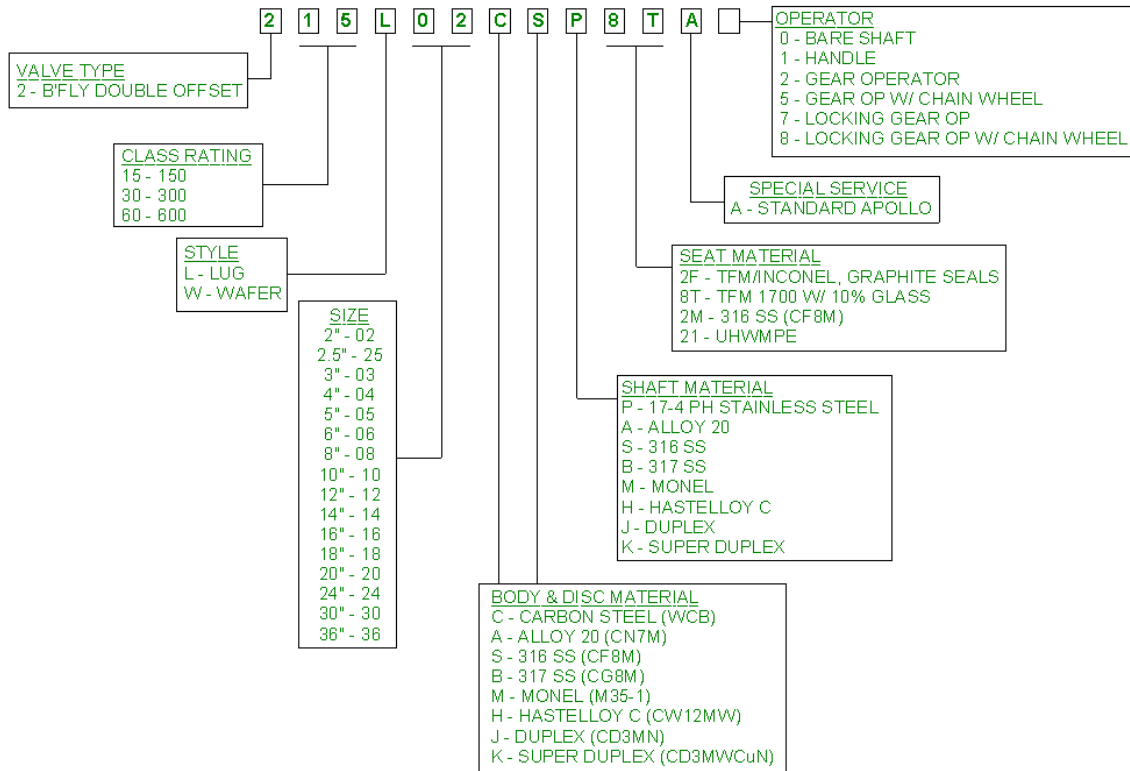 2 1 5 L 0 2 C S P 8 T A
OPERATOR
0 - BARE SHAFT
1 - HANDLE
2 - GEAR OPERATOR
5 - GEAR OP W/ CHAIN WHEEL
7 - LOCKING GEAR OP
8 - LOCKING GEAR OP W/ CHAIN WHEEL
VALVE TYPE
2 - B'FLY DOUBLE OFFSET
CLASS RATING
15 - 150
30 - 300
60 - 600
SPECIAL SERVICE
A - STANDARD APOLLO
STYLE
L - LUG
W - WAFER
SEAT MATERIAL
2F - TFM/INCONEL, GRAPHITE SEALS
8T - TFM 1700 W/ 10% GLASS
2M - 316 SS (CF8M)
21 - UHWMPE
SIZE
2" - 02
2.5" - 25
3" - 03
4" - 04
5" - 05
6" - 06
8" - 08
10" - 10
12" - 12
14" - 14
16" - 16
18" - 18
20" - 20
24" - 24
30" - 30
36" - 36
SHAFT MATERIAL
P - 17-4 PH STAINLESS STEEL
A - ALLOY 20
S - 316 SS
B - 317 SS
M - MONEL
H - HASTELLOY C
J - DUPLEX
K - SUPER DUPLEX
BODY & DISC MATERIAL
C - CARBON STEEL (WCB)
A - ALLOY 20 (CN7M)
S - 316 SS (CF8M)
B - 317 SS (CG8M)
M - MONEL (M35-1)
H - HASTELLOY C (CW12MW)
J - DUPLEX (CD3MN)
K - SUPER DUPLEX (CD3MWCuN)